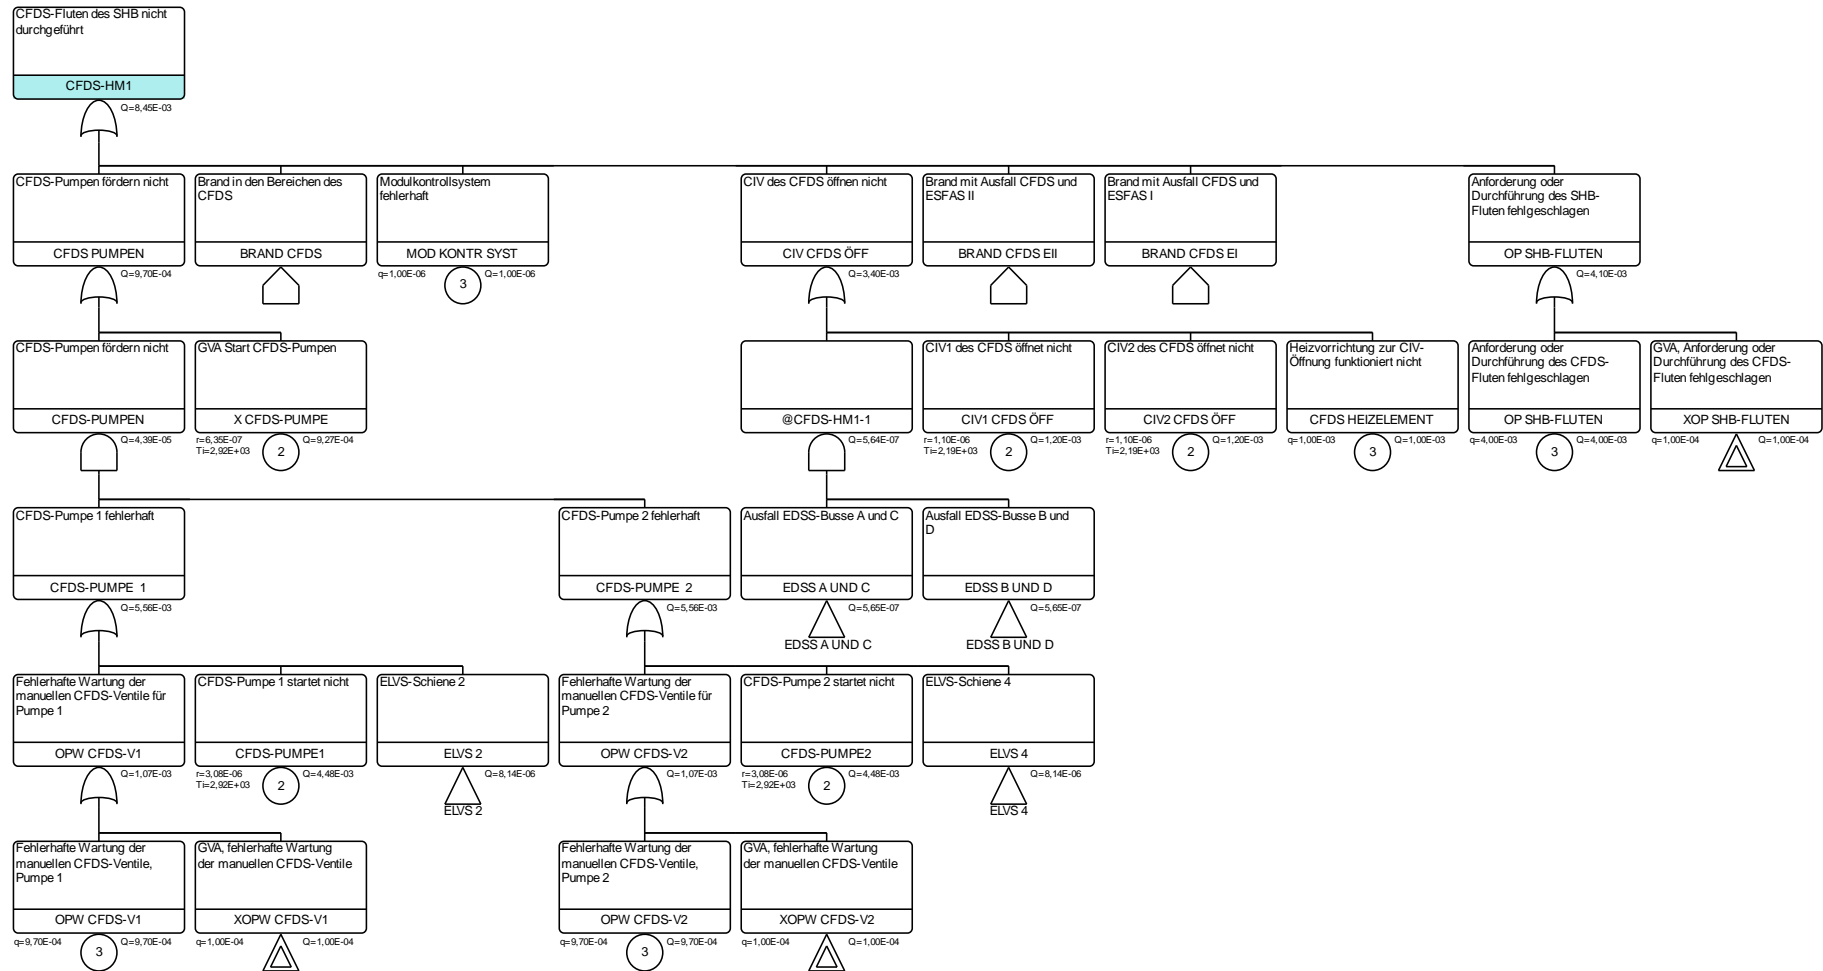 CFDS-Fluten des SHB nicht
durchgeführt
CFDS-HM1
Q=8,45E-03
CFDS-Pumpen fördern nicht
CFDS PUMPEN
Q=9,70E-04
Brand in den Bereichen des
CFDS
BRAND CFDS
Modulkontrollsystem
fehlerhaft
MOD KONTR SYST
q=1,00E-06
3
Q=1,00E-06
CIV des CFDS öffnen nicht
CIV CFDS ÖFF
Q=3,40E-03
Brand mit Ausfall CFDS und
ESFAS II
BRAND CFDS EII
Brand mit Ausfall CFDS und
ESFAS I
BRAND CFDS EI
Anforderung oder
Durchführung des SHB-
Fluten fehlgeschlagen
OP SHB-FLUTEN
Q=4,10E-03
CFDS-Pumpen fördern nicht
CFDS-PUMPEN
Q=4,39E-05
GVA Start CFDS-Pumpen
X CFDS-PUMPE
r=6,35E-07
Ti=2,92E+03
2
Q=9,27E-04
@CFDS-HM1-1
Q=5,64E-07
CIV1 des CFDS öffnet nicht
CIV1 CFDS ÖFF
r=1,10E-06
Ti=2,19E+03
2
Q=1,20E-03
CIV2 des CFDS öffnet nicht
CIV2 CFDS ÖFF
r=1,10E-06
Ti=2,19E+03
2
Q=1,20E-03
Heizvorrichtung zur CIV-
Öffnung funktioniert nicht
CFDS HEIZELEMENT
q=1,00E-03
3
Q=1,00E-03
Anforderung oder
Durchführung des CFDS-
Fluten fehlgeschlagen
OP SHB-FLUTEN
q=4,00E-03
3
Q=4,00E-03
GVA, Anforderung oder
Durchführung des CFDS-
Fluten fehlgeschlagen
XOP SHB-FLUTEN
q=1,00E-04
Q=1,00E-04
CFDS-Pumpe 1 fehlerhaft
CFDS-PUMPE 1
Q=5,56E-03
CFDS-Pumpe 2 fehlerhaft
CFDS-PUMPE 2
Q=5,56E-03
Ausfall EDSS-Busse A und C
EDSS A UND C
Q=5,65E-07
EDSS A UND C
Ausfall EDSS-Busse B und
D
EDSS B UND D
Q=5,65E-07
EDSS B UND D
Fehlerhafte Wartung der
manuellen CFDS-Ventile für
Pumpe 1
OPW CFDS-V1
Q=1,07E-03
CFDS-Pumpe 1 startet nicht
CFDS-PUMPE1
r=3,08E-06
Ti=2,92E+03
2
Q=4,48E-03
ELVS-Schiene 2
ELVS 2
Q=8,14E-06
ELVS 2
Fehlerhafte Wartung der
manuellen CFDS-Ventile für
Pumpe 2
OPW CFDS-V2
Q=1,07E-03
CFDS-Pumpe 2 startet nicht
CFDS-PUMPE2
r=3,08E-06
Ti=2,92E+03
2
Q=4,48E-03
ELVS-Schiene 4
ELVS 4
Q=8,14E-06
ELVS 4
Fehlerhafte Wartung der
manuellen CFDS-Ventile,
Pumpe 1
OPW CFDS-V1
q=9,70E-04
3
Q=9,70E-04
GVA, fehlerhafte Wartung
der manuellen CFDS-Ventile
XOPW CFDS-V1
q=1,00E-04
Q=1,00E-04
Fehlerhafte Wartung der
manuellen CFDS-Ventile,
Pumpe 2
OPW CFDS-V2
q=9,70E-04
3
Q=9,70E-04
GVA, fehlerhafte Wartung
der manuellen CFDS-Ventile
XOPW CFDS-V2
q=1,00E-04
Q=1,00E-04